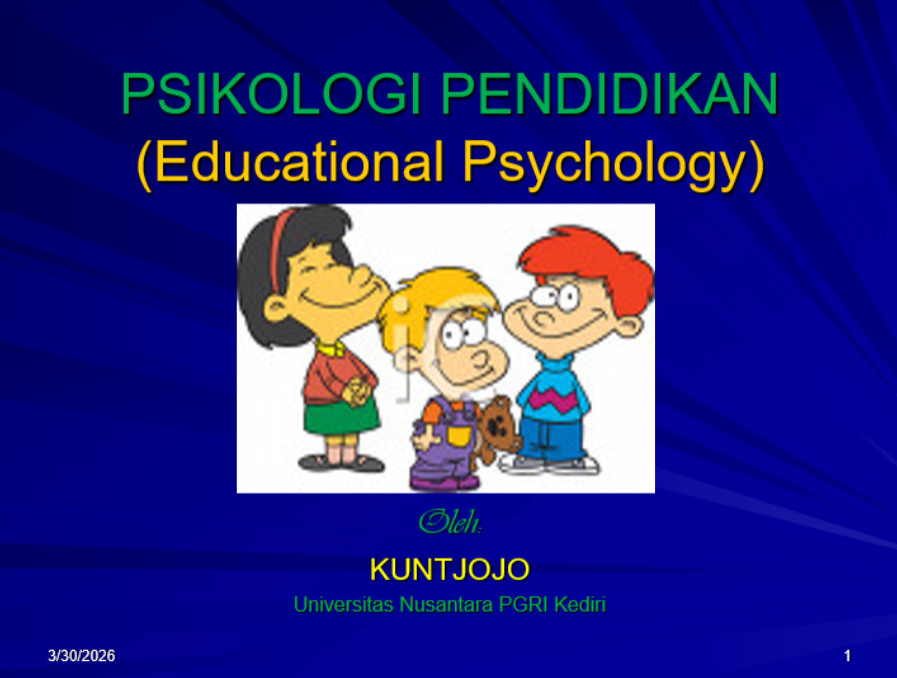 PSIKOLOGI PENDIDIKAN
(Educational Psychology)
Oleh:
KUNTJOJO
Universitas Nusantara PGRI Kediri
3/30/2026
1